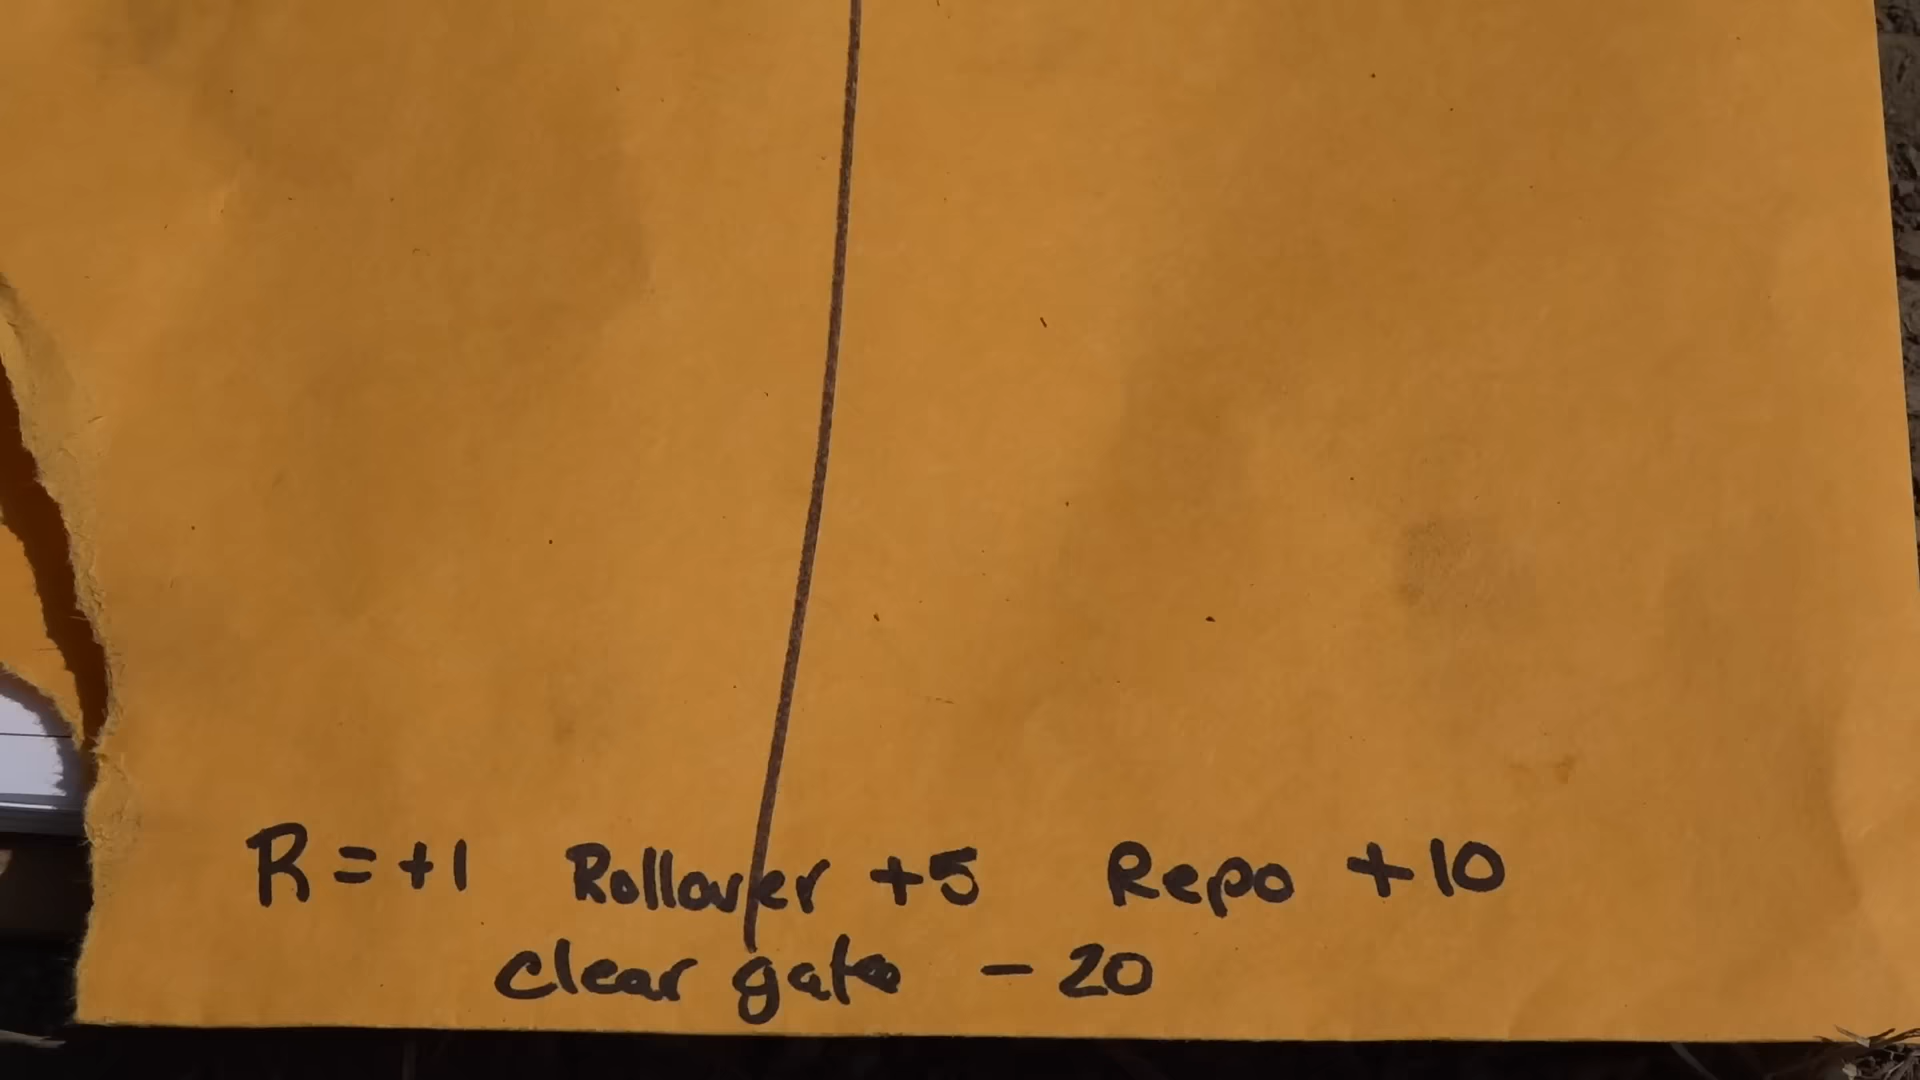 R = +1 Rollover +5 Repo +10
clear gate - 20